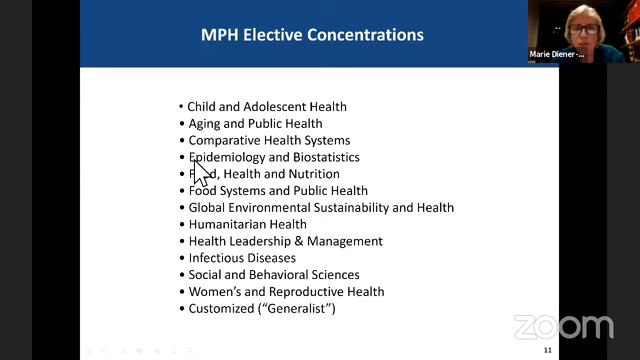 MPH Elective Concentrations
Marie Diener-...
• Child and Adolescent Health
• Aging and Public Health
• Comparative Health Systems
• Epidemiology and Biostatistics
• Food, Health and Nutrition
• Food Systems and Public Health
• Global Environmental Sustainability and Health
• Humanitarian Health
• Health Leadership & Management
• Infectious Diseases
• Social and Behavioral Sciences
• Women's and Reproductive Health
• Customized ("Generalist")
zoom
11